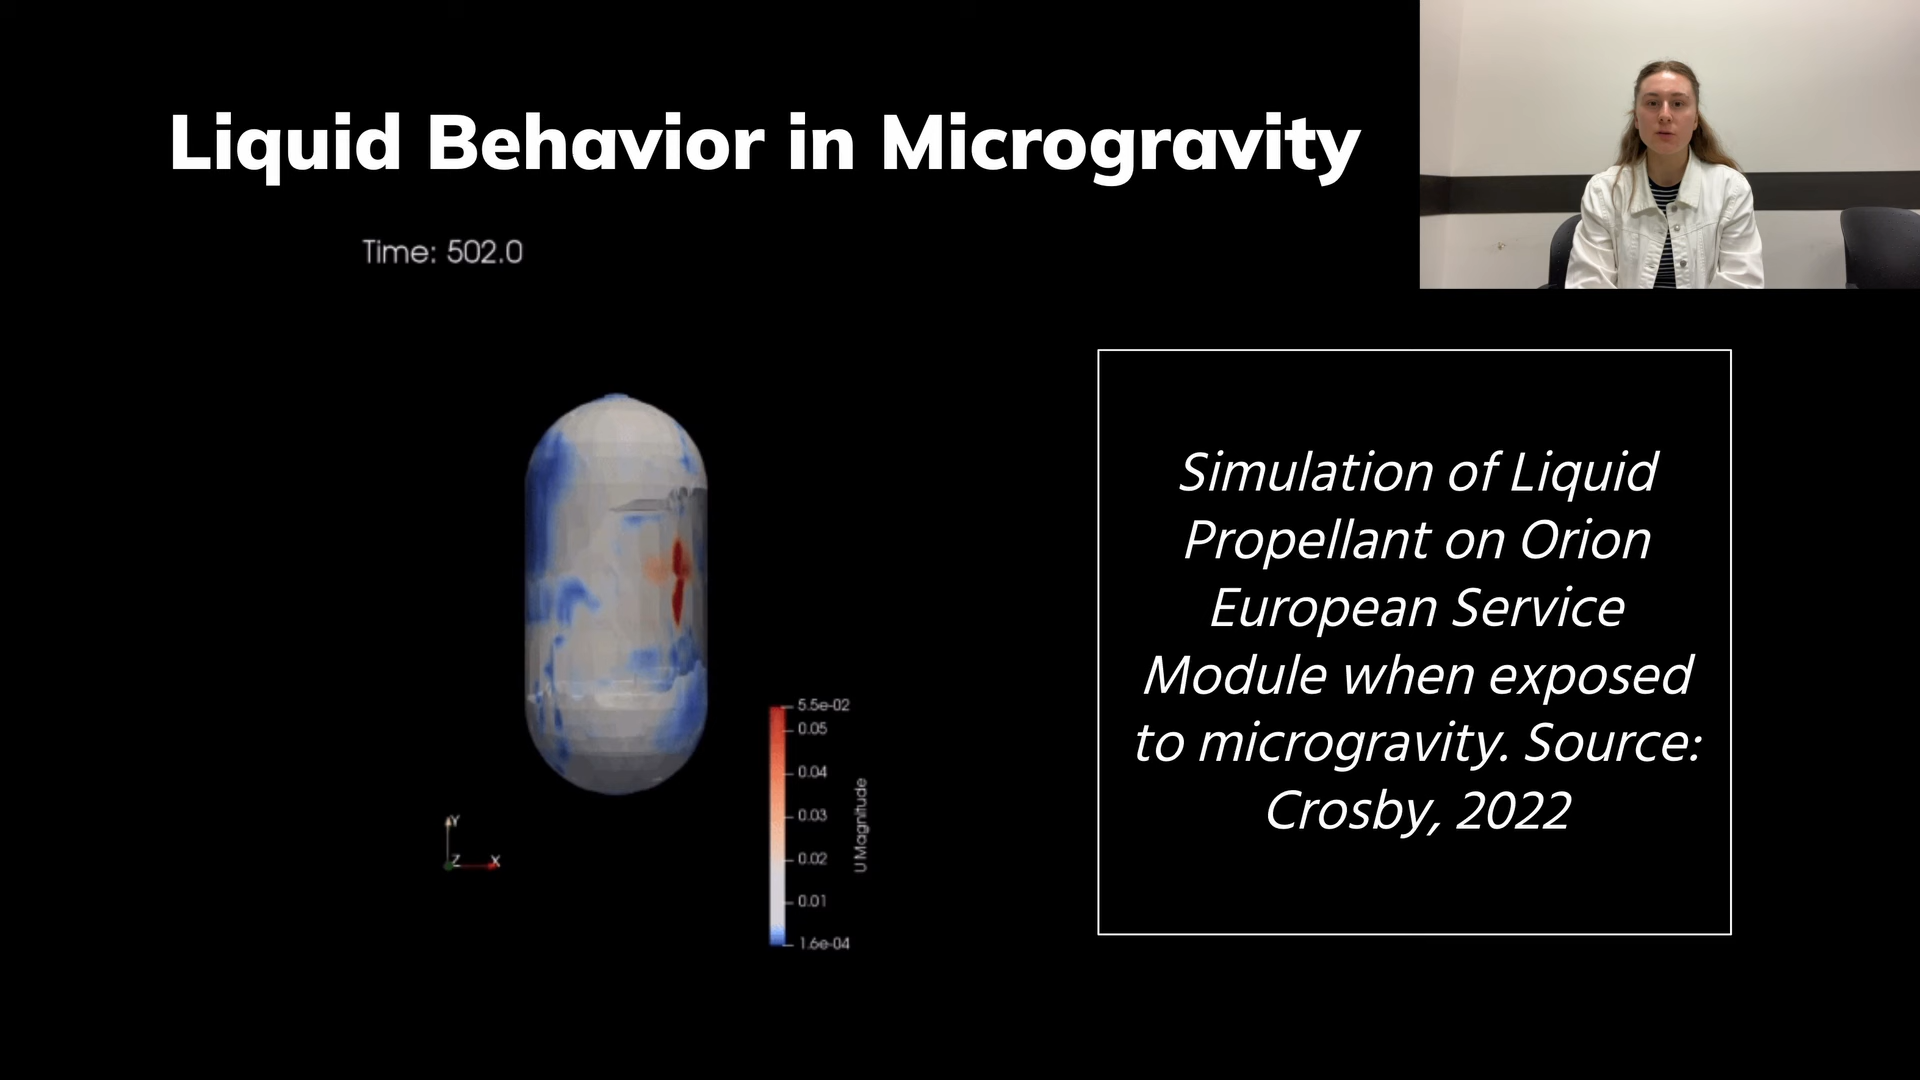 Liquid Behavior in Microgravity
Time: 502.0
Simulation of Liquid
Propellant on Orion
European Service
Module when exposed
to microgravity. Source:
Crosby, 2022
5.5e-02
0.05
0.04
0.03
0.02
0.01
1.6e-04
U Magnitude
Y
Z
X